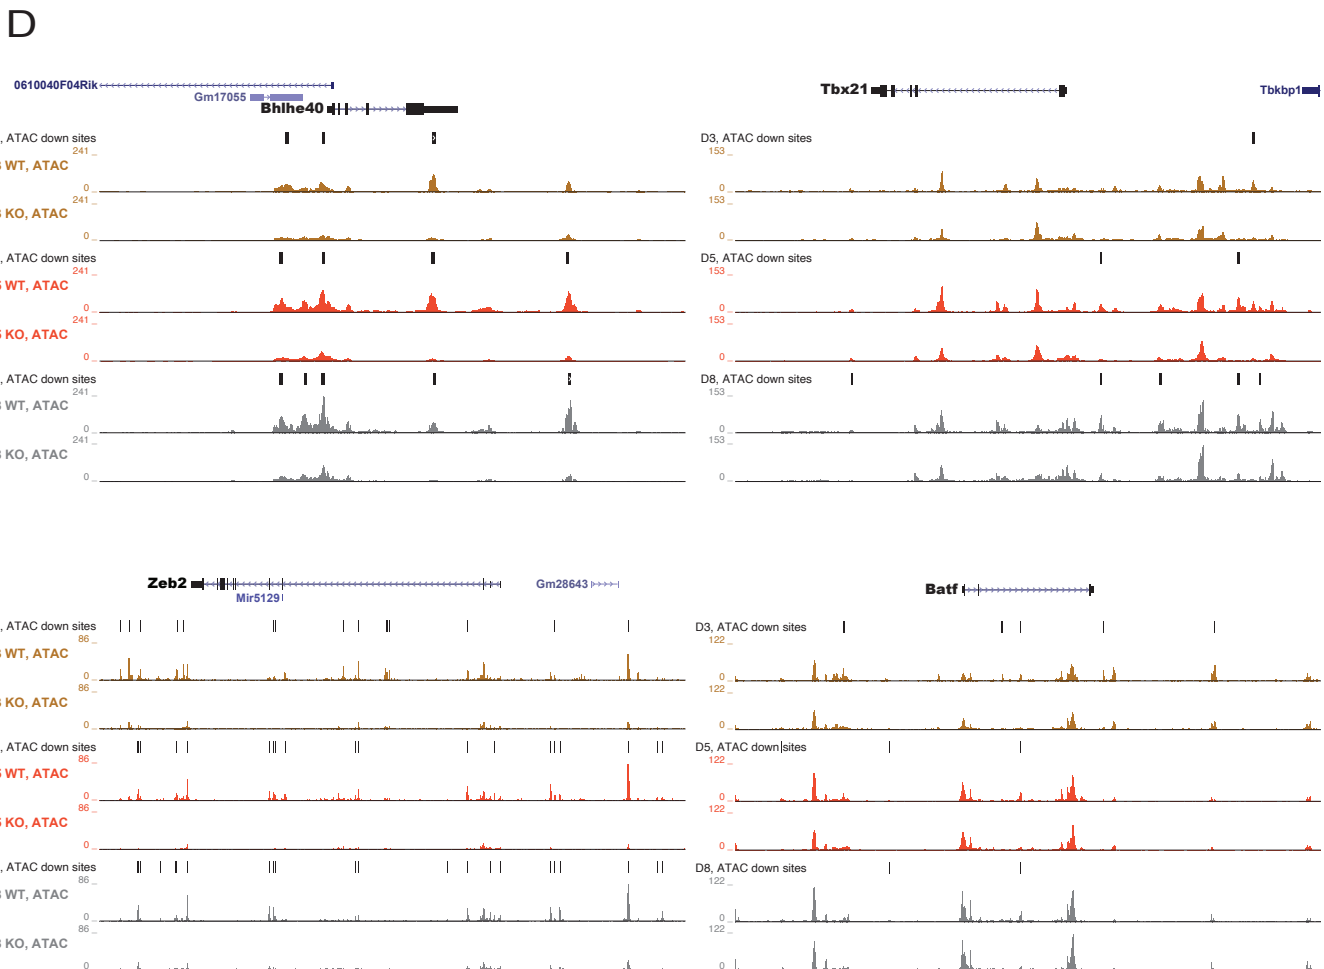 D
0610040F04Rik
Gm17055
Bhlhe40
, ATAC down sites
241
WT, ATAC
0
241
KO, ATAC
0
, ATAC down sites
241
WT, ATAC
0
241
KO, ATAC
0
, ATAC down sites
241
WT, ATAC
0
241
KO, ATAC
0
Tbx21
Tbkbp1
D3, ATAC down sites
153
0
153
0
D5, ATAC down sites
153
0
153
0
D8, ATAC down sites
153
0
153
0
Zeb2
Mir5129
Gm28643
, ATAC down sites
86
WT, ATAC
0
86
KO, ATAC
0
, ATAC down sites
86
WT, ATAC
0
86
KO, ATAC
0
, ATAC down sites
86
WT, ATAC
0
86
KO, ATAC
0
Batf
D3, ATAC down sites
122
0
122
0
D5, ATAC down sites
122
0
122
0
D8, ATAC down sites
122
0
122
0